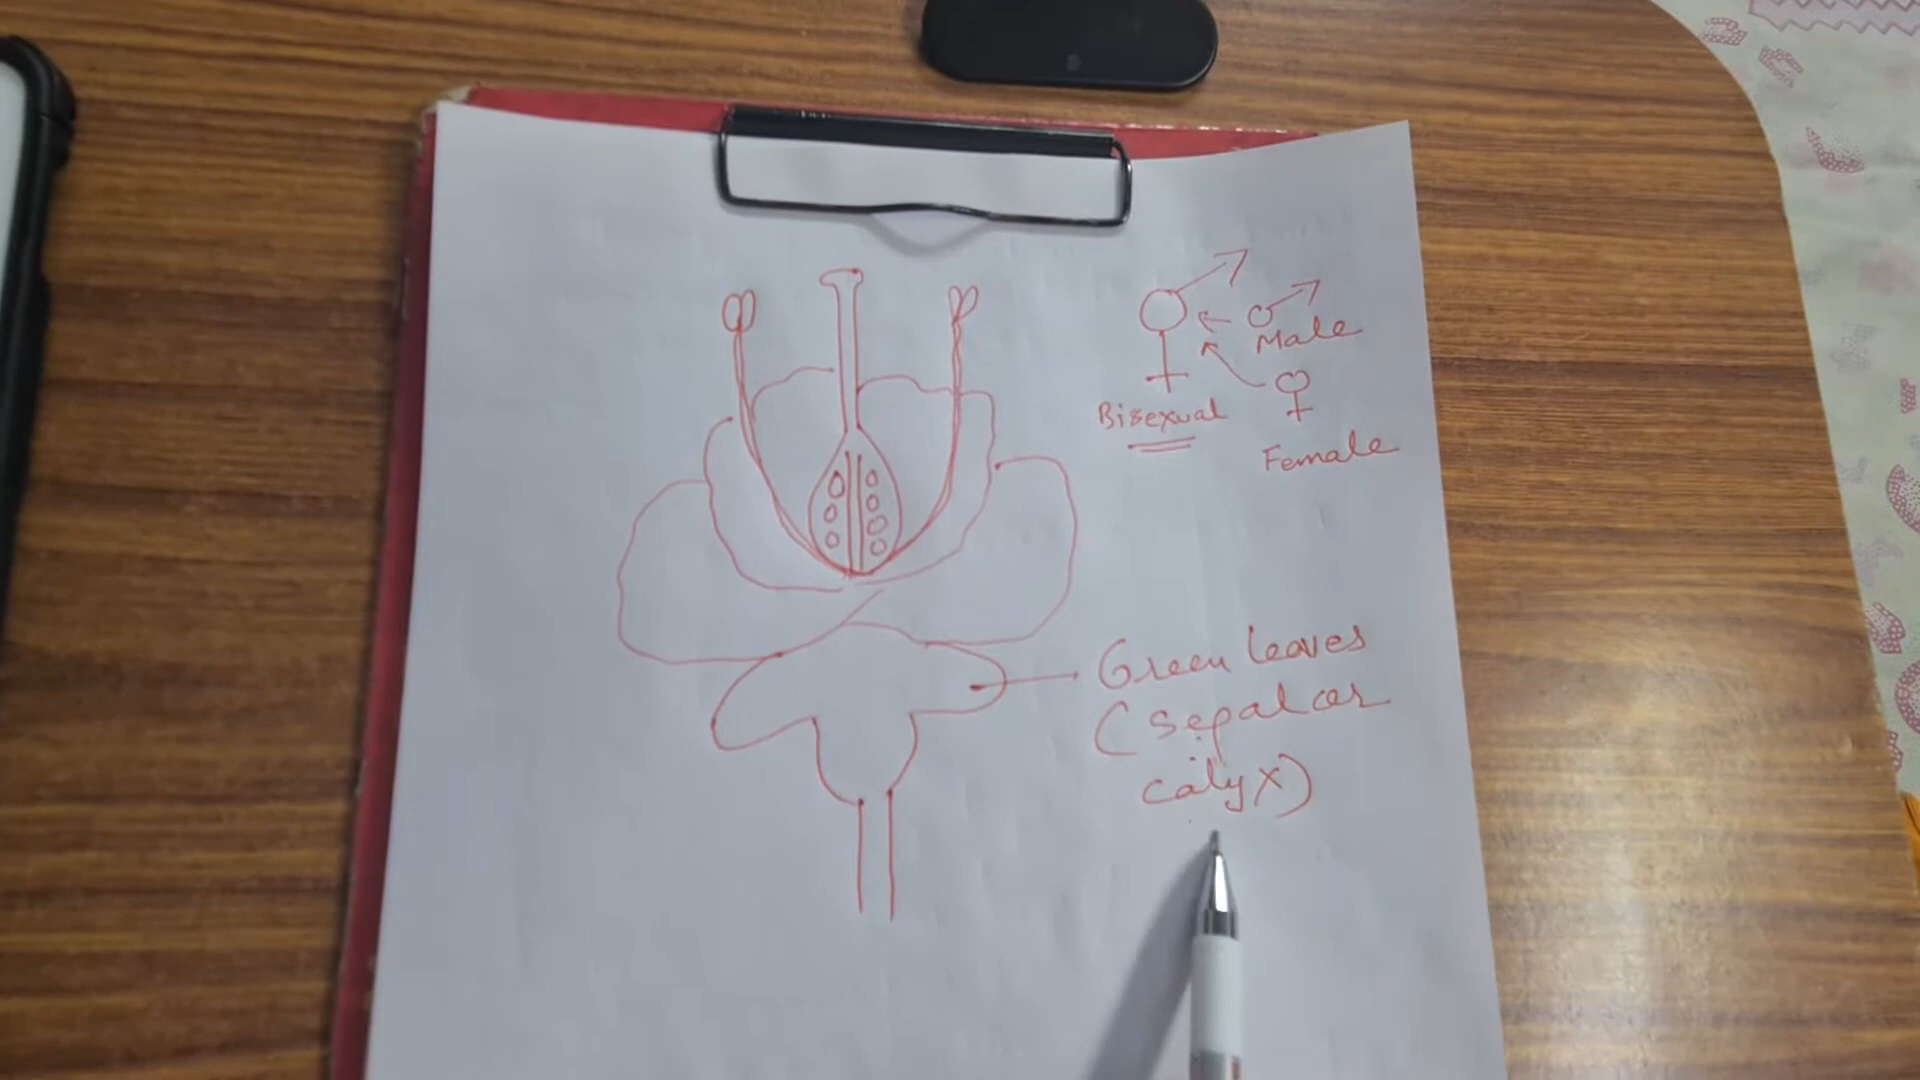 Male
Bisexual
Female
Green leaves
(sepal or
calyx)